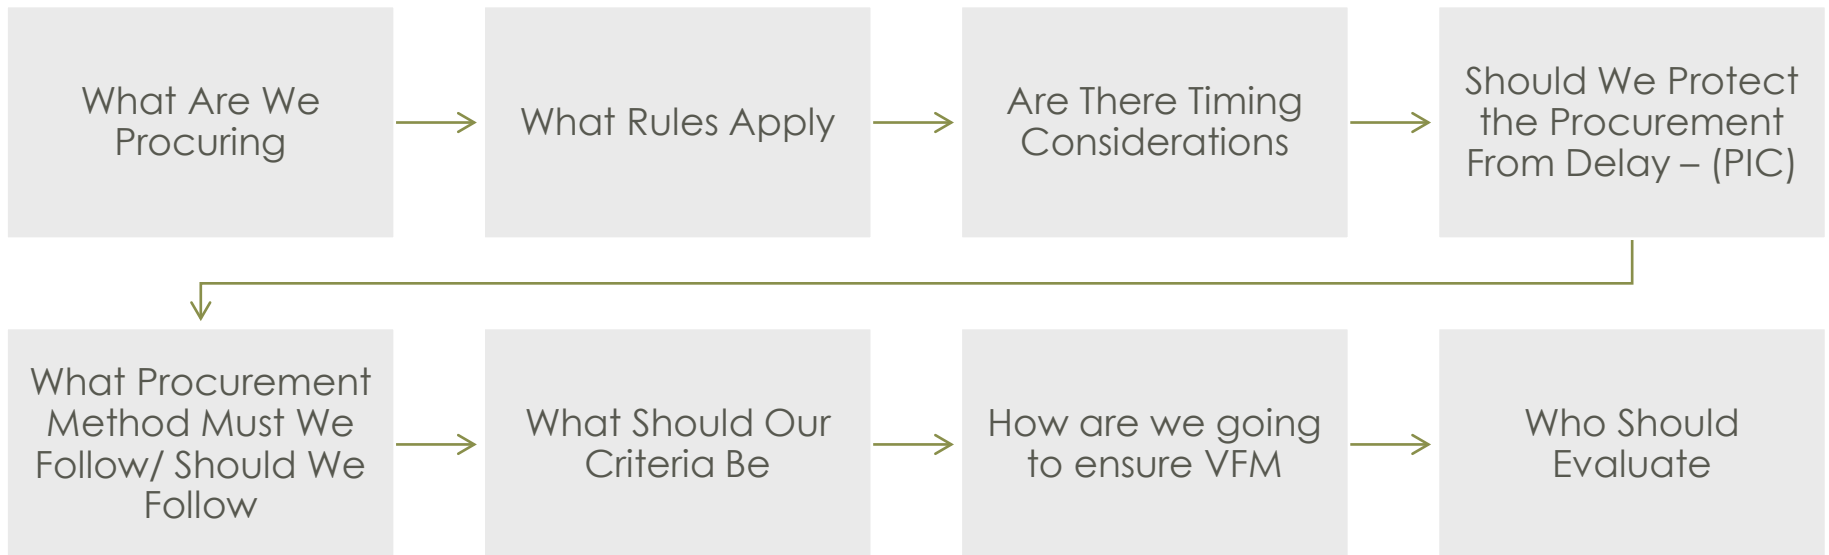 What Are We
Procuring
What Rules Apply
Are There Timing
Considerations
Should We Protect
the Procurement
From Delay – (PIC)
What Procurement
Method Must We
Follow/ Should We
Follow
What Should Our
Criteria Be
How are we going
to ensure VFM
Who Should
Evaluate